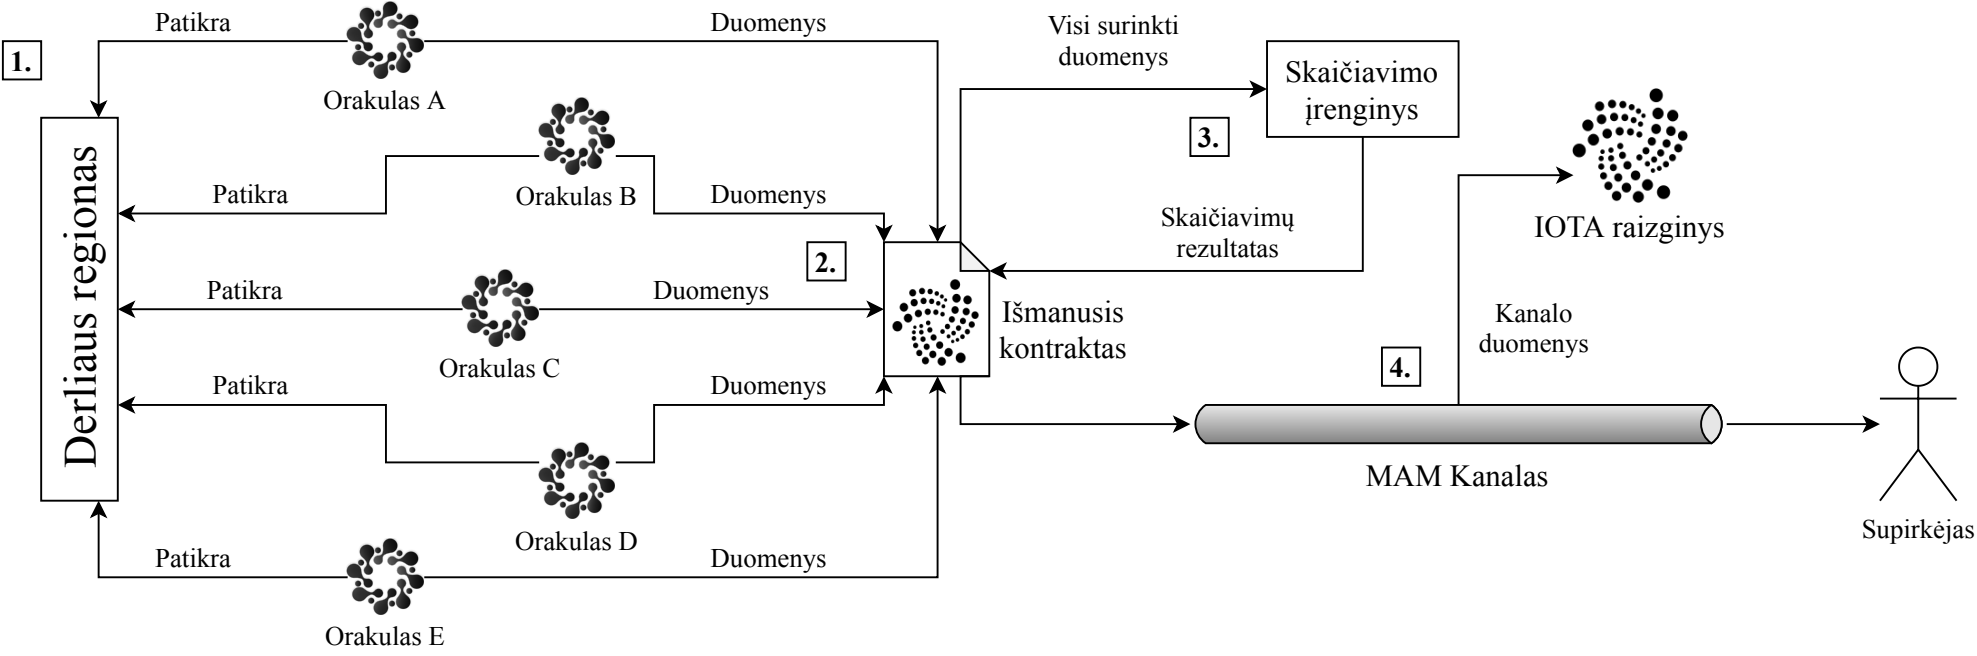 1.
Patikra
Duomenys
Orakulas A
Derliaus regionas
Patikra
Orakulas B
Duomenys
Patikra
Orakulas C
Duomenys
Patikra
Orakulas D
Duomenys
Patikra
Orakulas E
Duomenys
2.
Išmanusis
kontraktas
Visi surinkti
duomenys
3.
Skaičiavimo
įrenginys
Skaičiavimų
rezultatas
IOTA raizginys
Kanalo
duomenys
4.
MAM Kanalas
Supirkėjas